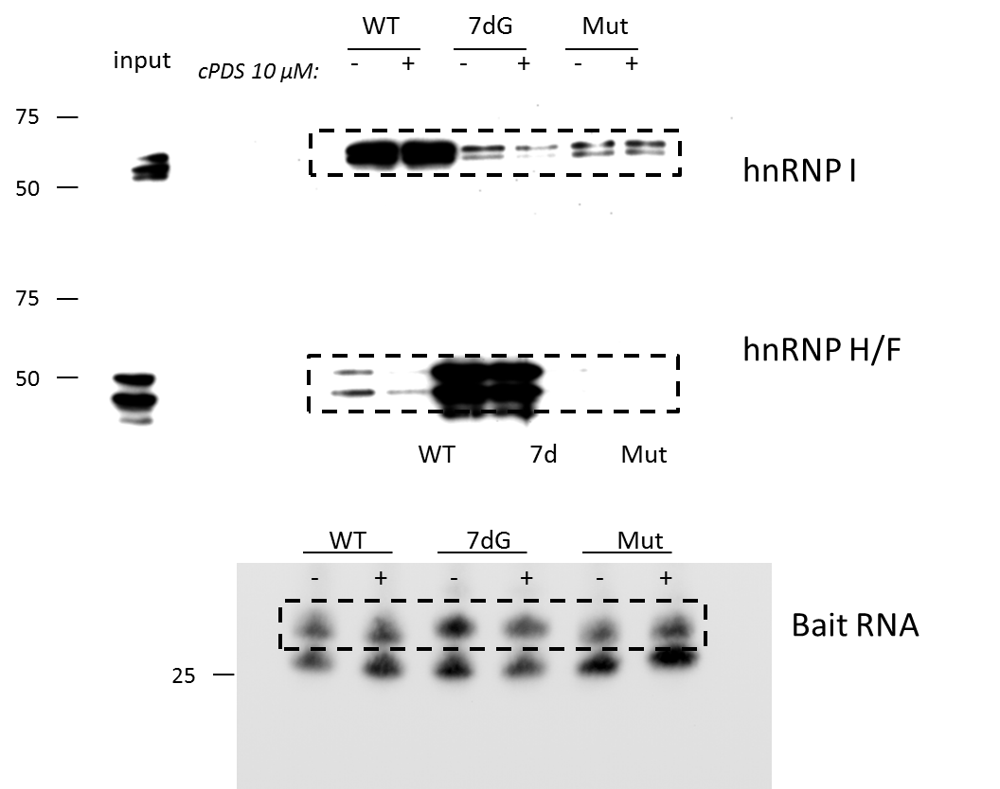 WT 7dG Mut
input cPDS 10 µM: - + - + - +
75
hnRNP I
50
75
hnRNP H/F
50
WT 7d Mut
WT 7dG Mut
- + - + - +
Bait RNA
25